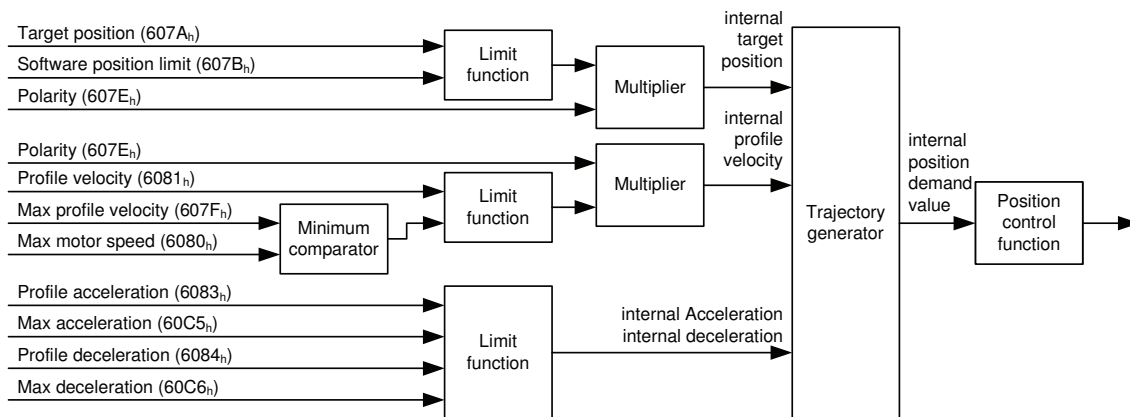 Target position (607Ah)
Software position limit (607Bh)
Polarity (607Eh)
Limit
function
Multiplier
internal
target
position
Polarity (607Eh)
Profile velocity (6081h)
Max profile velocity (607Fh)
Max motor speed (6080h)
Minimum
comparator
Limit
function
Multiplier
internal
profile
velocity
Profile acceleration (6083h)
Max acceleration (60C5h)
Profile deceleration (6084h)
Max deceleration (60C6h)
Limit
function
internal Acceleration
internal deceleration
Trajectory
generator
internal
position
demand
value
Position
control
function